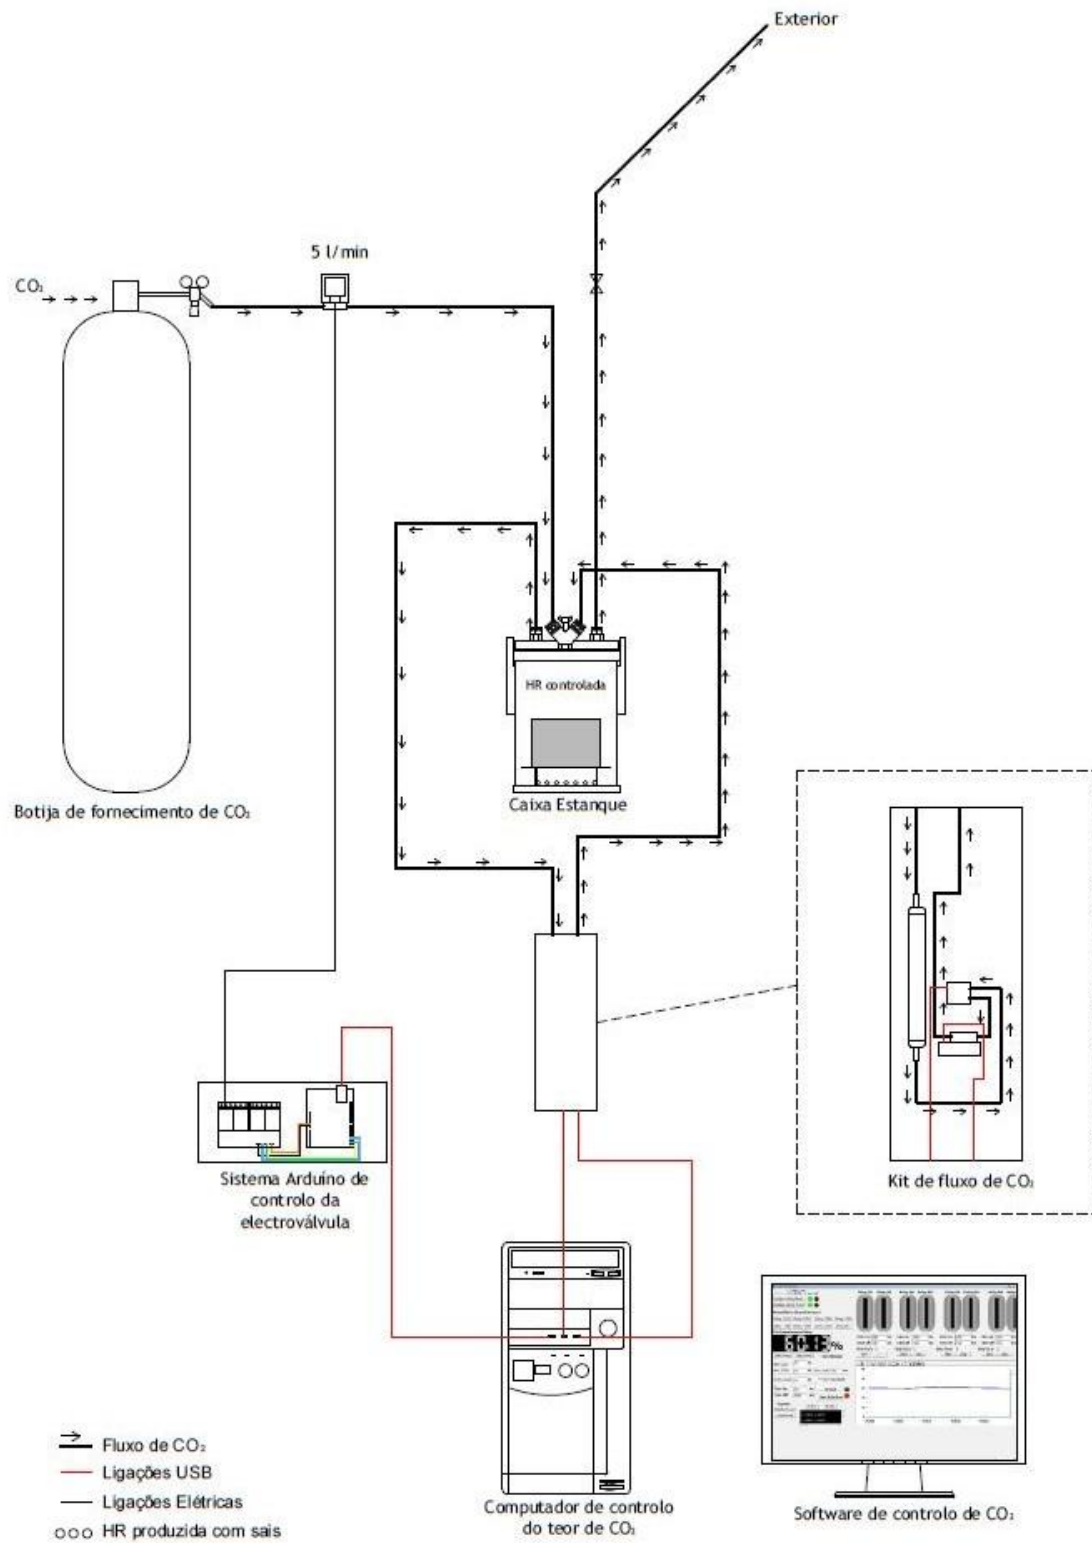 Exterior
5 l/min
CO₂
HR controlada
Botija de fornecimento de CO₂
Caixa Estanque
Kit de fluxo de CO₂
Sistema Arduíno de
controlo da
electroválvula
Fluxo de CO₂
Ligações USB
Ligações Elétricas
HR produzida com sais
Computador de controlo
do teor de CO₂
Software de controlo de CO₂